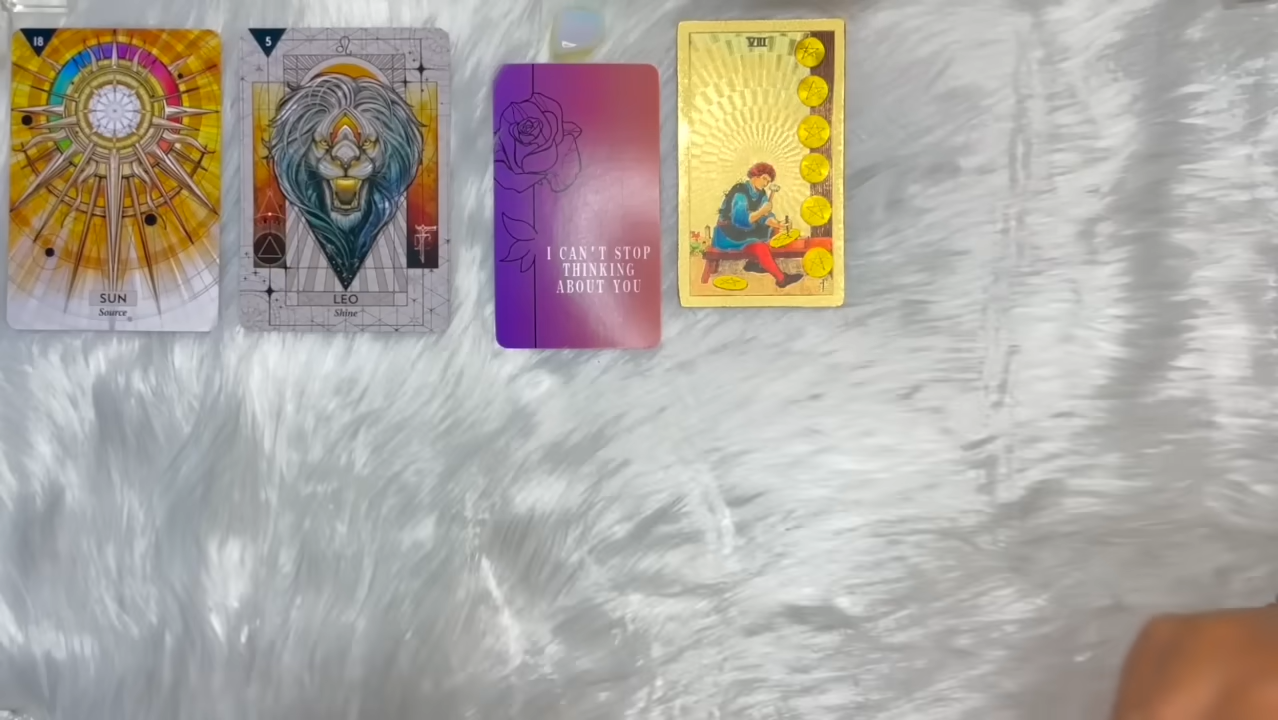 18
SUN
Source
5
LEO
Shine
I CAN'T STOP
THINKING
ABOUT YOU
VIII